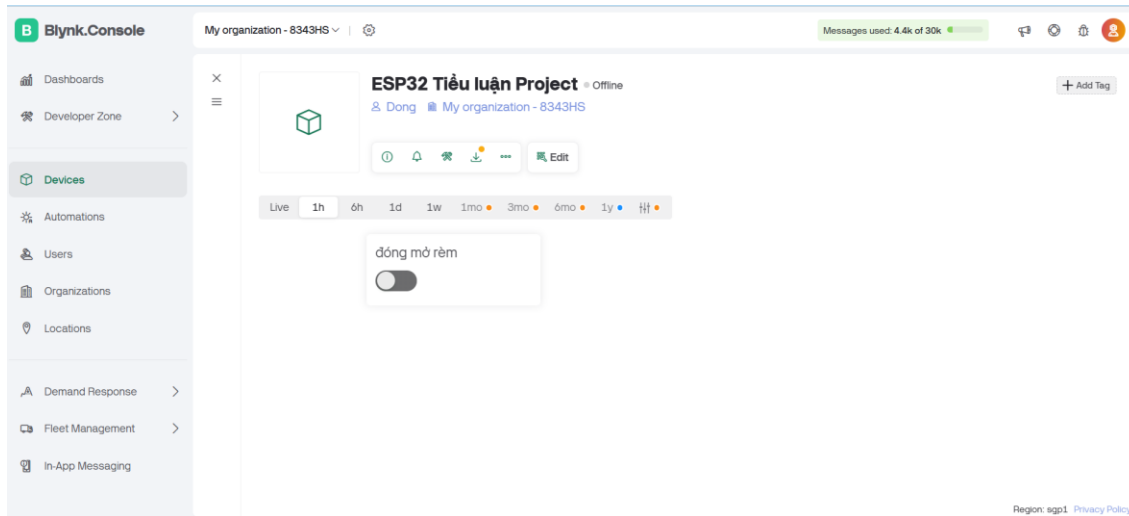 B Blynk.Console
My organization - 8343HS
Messages used: 4.4k of 30k
Dashboards
Developer Zone
Devices
Automations
Users
Organizations
Locations
Demand Response
Fleet Management
In-App Messaging
ESP32 Tiểu luận Project Offline
Dong My organization - 8343HS
Add Tag
Edit
Live 1h 6h 1d 1w 1mo 3mo 6mo 1y
đóng mở rèm
Region: sgp1 Privacy Policy